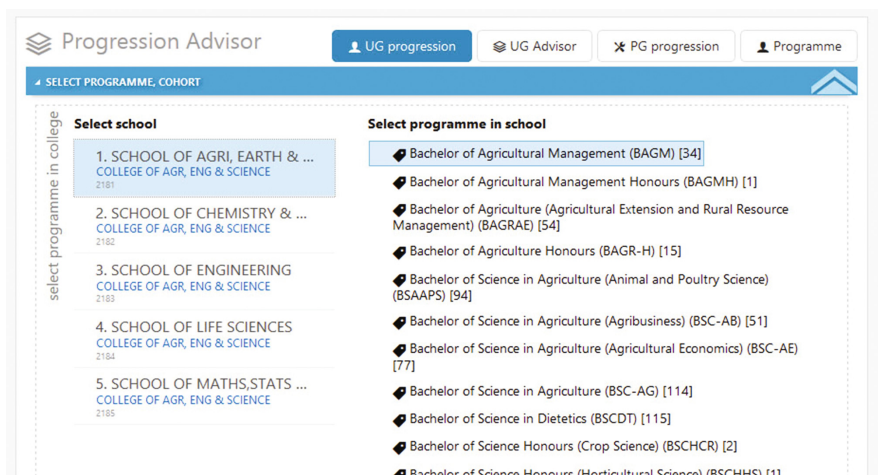 Progression Advisor
UG progression
UG Advisor
PG progression
Programme
SELECT PROGRAMME, COHORT
select programme in college
Select school
1. SCHOOL OF AGRI, EARTH & ...
COLLEGE OF AGR, ENG & SCIENCE
2181
2. SCHOOL OF CHEMISTRY & ...
COLLEGE OF AGR, ENG & SCIENCE
2182
3. SCHOOL OF ENGINEERING
COLLEGE OF AGR, ENG & SCIENCE
2183
4. SCHOOL OF LIFE SCIENCES
COLLEGE OF AGR, ENG & SCIENCE
2184
5. SCHOOL OF MATHS,STATS ...
COLLEGE OF AGR, ENG & SCIENCE
2185
Select programme in school
Bachelor of Agricultural Management (BAGM) [34]
Bachelor of Agricultural Management Honours (BAGMH) [1]
Bachelor of Agriculture (Agricultural Extension and Rural Resource
Management) (BAGRAE) [54]
Bachelor of Agriculture Honours (BAGR-H) [15]
Bachelor of Science in Agriculture (Animal and Poultry Science)
(BSAAPS) [94]
Bachelor of Science in Agriculture (Agribusiness) (BSC-AB) [51]
Bachelor of Science in Agriculture (Agricultural Economics) (BSC-AE)
[77]
Bachelor of Science in Agriculture (BSC-AG) [114]
Bachelor of Science in Dietetics (BSCDT) [115]
Bachelor of Science Honours (Crop Science) (BSCHCR) [2]
Bachelor of Science Honours (Horticultural Science) (BSCHHS) [1]